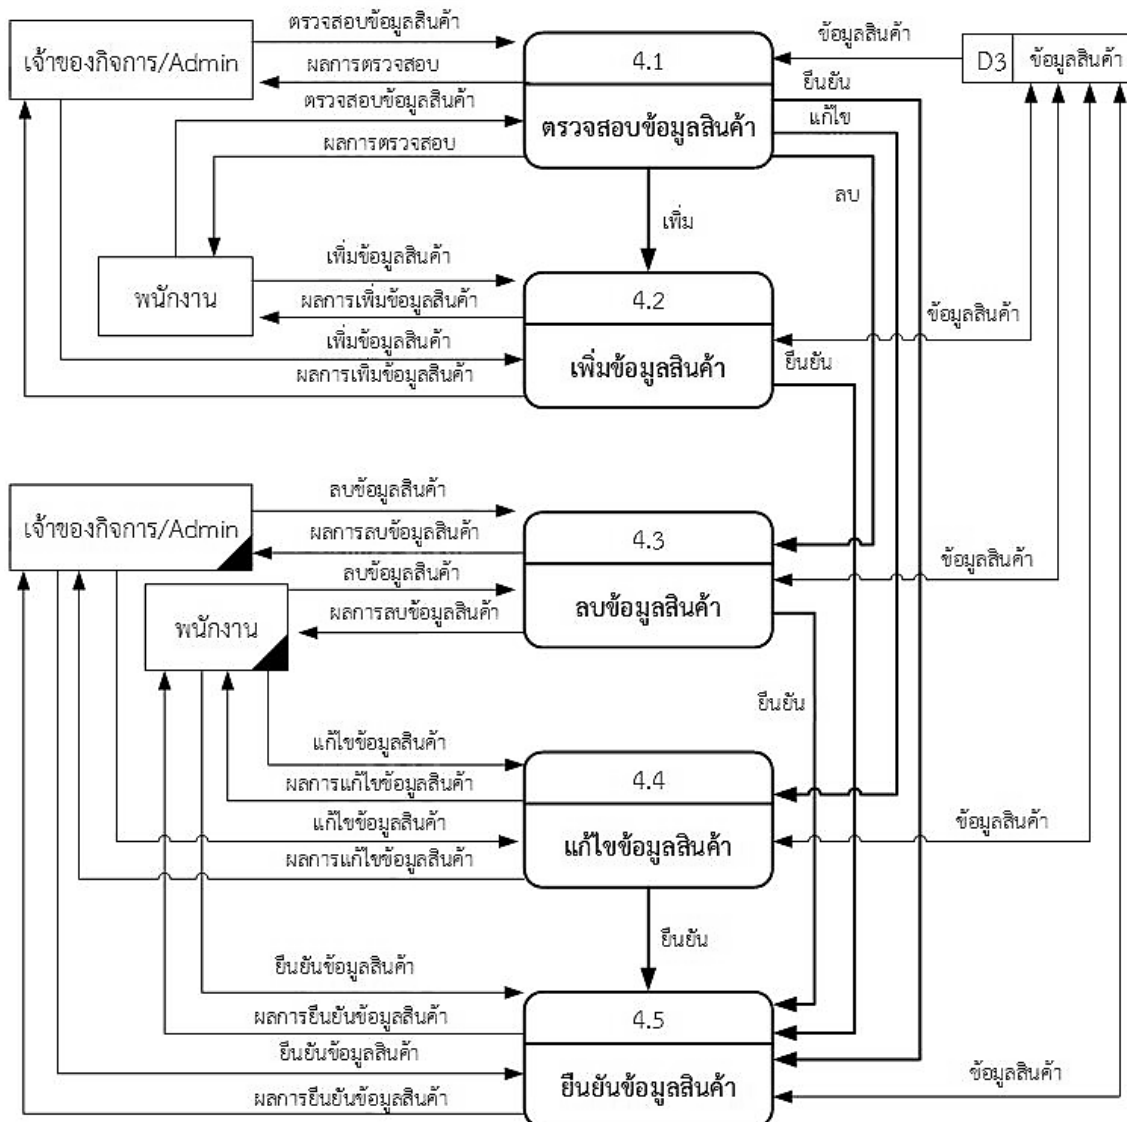 ตรวจสอบข้อมูลสินค้า
เจ้าของกิจการ/Admin
ผลการตรวจสอบ
ตรวจสอบข้อมูลสินค้า
ผลการตรวจสอบ
4.1
ตรวจสอบข้อมูลสินค้า
ข้อมูลสินค้า
D3 ข้อมูลสินค้า
ยืนยัน
แก้ไข
ลบ
เพิ่ม
พนักงาน
เพิ่มข้อมูลสินค้า
ผลการเพิ่มข้อมูลสินค้า
เพิ่มข้อมูลสินค้า
ผลการเพิ่มข้อมูลสินค้า
4.2
เพิ่มข้อมูลสินค้า
ข้อมูลสินค้า
ยืนยัน
เจ้าของกิจการ/Admin
ลบข้อมูลสินค้า
ผลการลบข้อมูลสินค้า
ลบข้อมูลสินค้า
ผลการลบข้อมูลสินค้า
พนักงาน
4.3
ลบข้อมูลสินค้า
ข้อมูลสินค้า
ยืนยัน
แก้ไขข้อมูลสินค้า
ผลการแก้ไขข้อมูลสินค้า
แก้ไขข้อมูลสินค้า
ผลการแก้ไขข้อมูลสินค้า
4.4
แก้ไขข้อมูลสินค้า
ข้อมูลสินค้า
ยืนยัน
ยืนยันข้อมูลสินค้า
ผลการยืนยันข้อมูลสินค้า
ยืนยันข้อมูลสินค้า
ผลการยืนยันข้อมูลสินค้า
4.5
ยืนยันข้อมูลสินค้า
ข้อมูลสินค้า